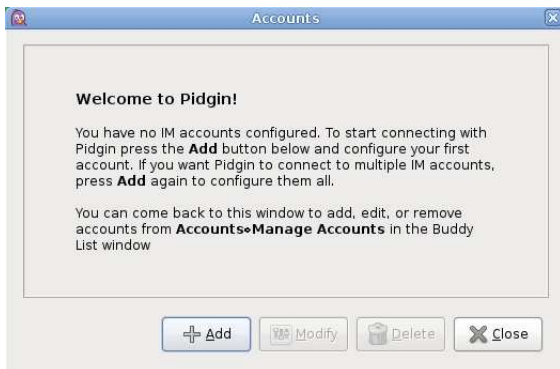 Accounts
Welcome to Pidgin!
You have no IM accounts configured. To start connecting with
Pidgin press the Add button below and configure your first
account. If you want Pidgin to connect to multiple IM accounts,
press Add again to configure them all.
You can come back to this window to add, edit, or remove
accounts from Accounts⋄Manage Accounts in the Buddy
List window
Add Modify Delete Close